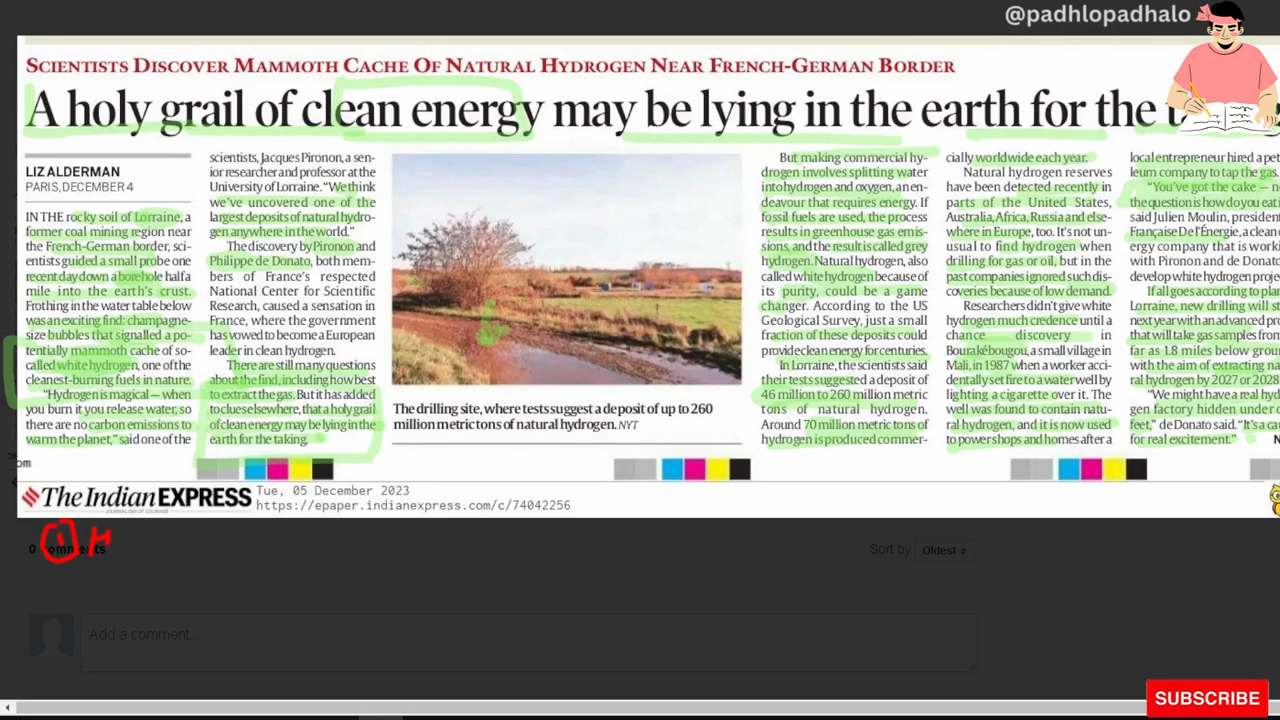 @padhlopadhalo
SCIENTISTS DISCOVER MAMMOTH CACHE OF NATURAL HYDROGEN NEAR FRENCH-GERMAN BORDER
A holy grail of clean energy may be lying in the earth for the t
LIZ ALDERMAN
PARIS, DECEMBER 4
IN THE rocky soil of Lorraine, a
former coal mining region near
the French-German border, sci-
entists guided a small probe one
recent day down a borehole half a
mile into the earth's crust.
Frothing in the water table below
was an exciting find: champagne-
size bubbles that signalled a po-
tentially mammoth cache of so-
called white hydrogen, one of the
cleanest-burning fuels in nature.
"Hydrogen is magical — when
you burn it you release water, so
there are no carbon emissions to
warm the planet," said one of the
scientists, Jacques Pironon, a sen-
ior researcher and professor at the
University of Lorraine. "We think
we've uncovered one of the
largest deposits of natural hydro-
gen anywhere in the world."
The discovery by Pironon and
Philippe de Donato, both mem-
bers of France's respected
National Center for Scientific
Research, caused a sensation in
France, where the government
has vowed to become a European
leader in clean hydrogen.
There are still many questions
about the find, including how best
to extract the gas. But it has added
to clues elsewhere, that a holy grail
of clean energy may be lying in the
earth for the taking.
The drilling site, where tests suggest a deposit of up to 260
million metric tons of natural hydrogen. NYT
But making commercial hy-
drogen involves splitting water
into hydrogen and oxygen, an en-
deavour that requires energy. If
fossil fuels are used, the process
results in greenhouse gas emis-
sions, and the result is called grey
hydrogen. Natural hydrogen, also
called white hydrogen because of
its purity, could be a game
changer. According to the US
Geological Survey, just a small
fraction of these deposits could
provide clean energy for centuries.
In Lorraine, the scientists said
their tests suggested a deposit of
46 million to 260 million metric
tons of natural hydrogen.
Around 70 million metric tons of
hydrogen is produced commer-
cially worldwide each year.
Natural hydrogen reserves
have been detected recently in
parts of the United States,
Australia, Africa, Russia and else-
where in Europe, too. It's not un-
usual to find hydrogen when
drilling for gas or oil, but in the
past companies ignored such dis-
coveries because of low demand.
Researchers didn't give white
hydrogen much credence until a
chance discovery in
Bourakébougou, a small village in
Mali, in 1987 when a worker acci-
dentally set fire to a water well by
lighting a cigarette over it. The
well was found to contain natu-
ral hydrogen, and it is now used
to power shops and homes after a
local entrepreneur hired a pet
leum company to tap the gas.
"You've got the cake — n
the question is how do you eat i
said Julien Moulin, president
Française De l'Énergie, a clean e
ergy company that is work
with Pironon and de Donato
develop white hydrogen proje
If all goes according to plan
Lorraine, new drilling will st
next year with an advanced pro
that will take gas samples from
far as 1.8 miles below groun
with the aim of extracting na
ral hydrogen by 2027 or 2028
"We might have a real hyd
gen factory hidden under o
feet," de Donato said. "It's a cau
for real excitement." N
om
The Indian EXPRESS
JOURNALISM OF COURAGE
Tue, 05 December 2023
https://epaper.indianexpress.com/c/74042256
0 comments
1 H
Sort by Oldest
Add a comment...
SUBSCRIBE